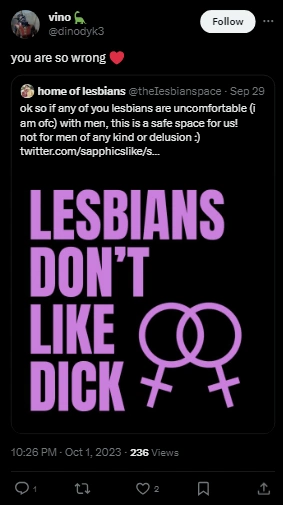 vino 🦕
@dinodyk3
Follow
you are so wrong ❤️
home of lesbians @theIesbianspace · Sep 29
ok so if any of you lesbians are uncomfortable (i
am ofc) with men, this is a safe space for us!
not for men of any kind or delusion :)
twitter.com/sapphicslike/s...
LESBIANS
DON'T
LIKE
DICK
10:26 PM · Oct 1, 2023 · 236 Views
1
2